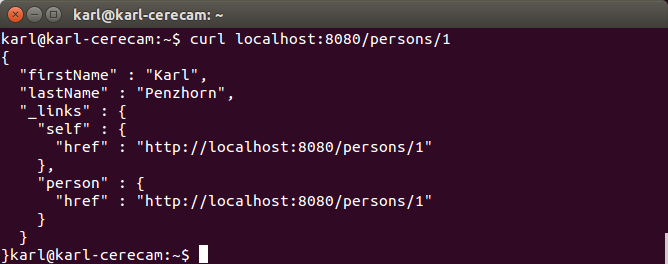 karl@karl-cerecam: ~
karl@karl-cerecam:~$ curl localhost:8080/persons/1
{
  "firstName" : "Karl",
  "lastName" : "Penzhorn",
  "_links" : {
    "self" : {
      "href" : "http://localhost:8080/persons/1"
    },
    "person" : {
      "href" : "http://localhost:8080/persons/1"
    }
  }
}karl@karl-cerecam:~$